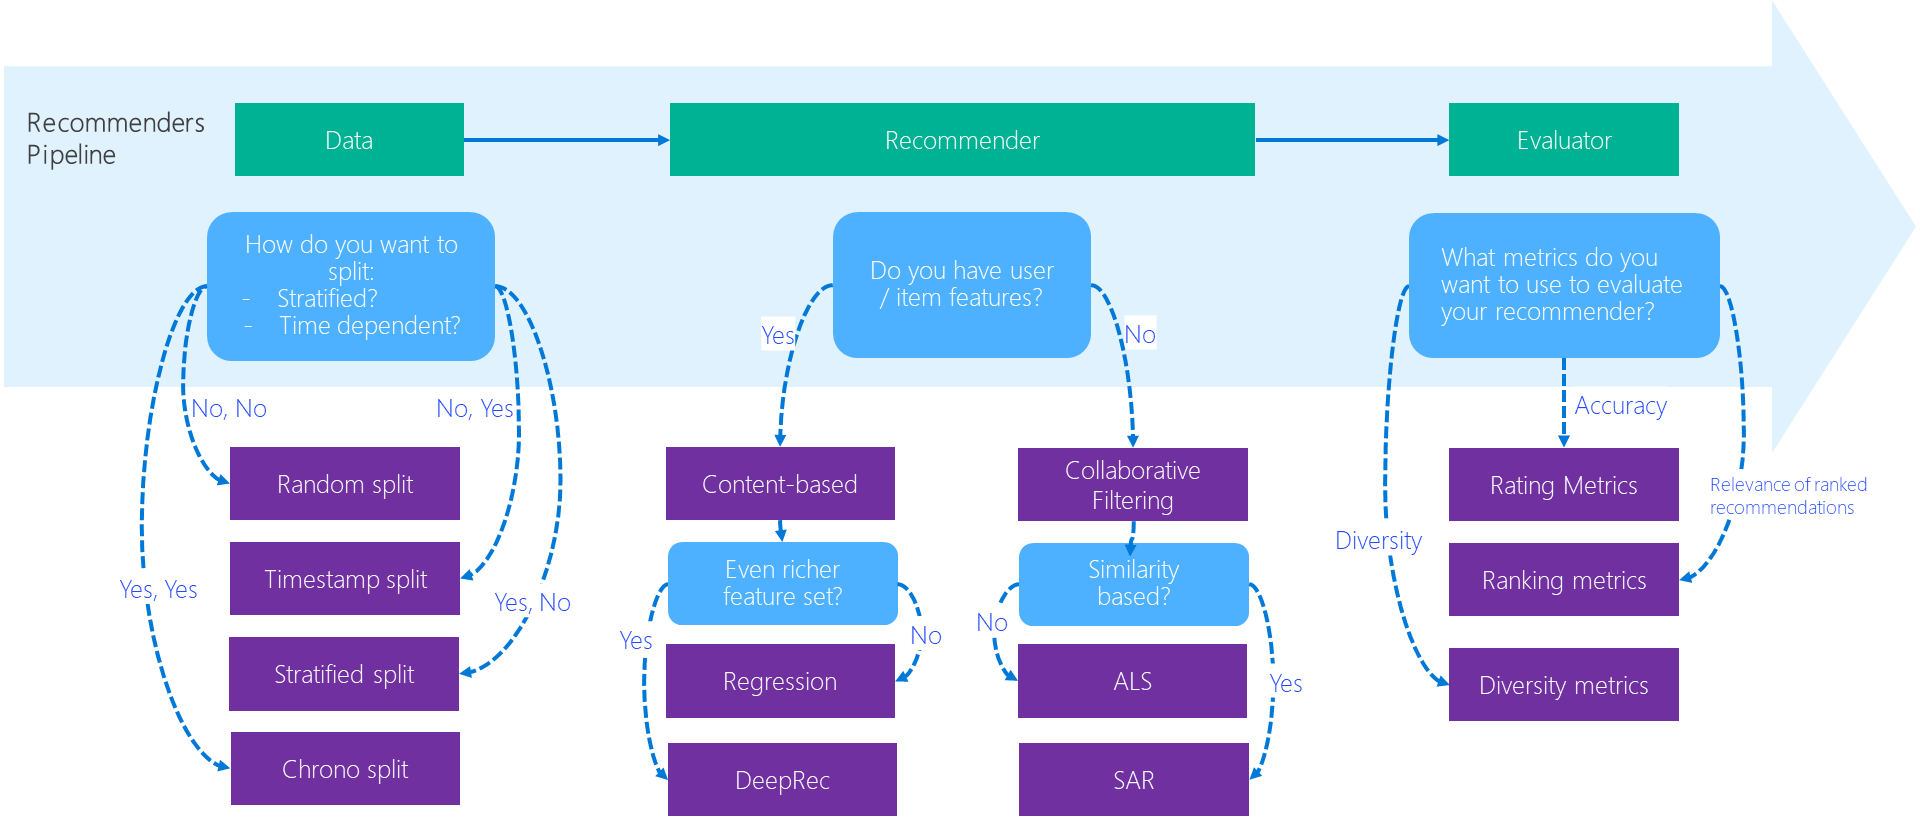 Recommenders
Pipeline
Data
Recommender
Evaluator
How do you want to
split:
- Stratified?
- Time dependent?
Do you have user
/ item features?
What metrics do you
want to use to evaluate
your recommender?
Yes
No
No, No
No, Yes
Accuracy
Random split
Content-based
Collaborative
Filtering
Rating Metrics
Relevance of ranked
recommendations
Diversity
Timestamp split
Even richer
feature set?
Similarity
based?
Ranking metrics
Yes, Yes
Yes, No
Yes
No
No
Yes
Stratified split
Regression
ALS
Diversity metrics
Chrono split
DeepRec
SAR